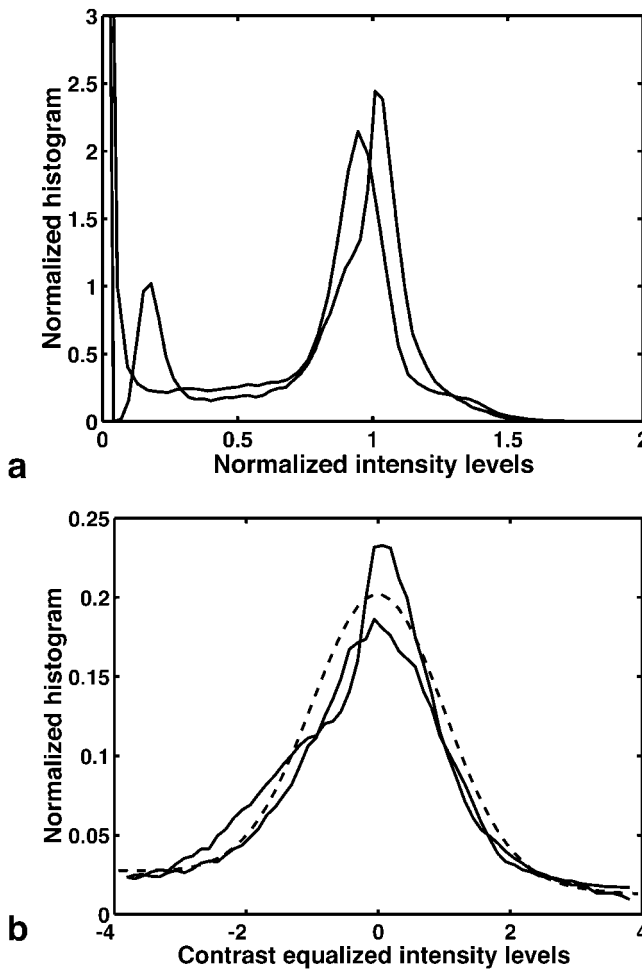 3
2.5
2
1.5
1
0.5
0
Normalized histogram
0 0.5 1 1.5 2
Normalized intensity levels
a
0.25
0.2
0.15
0.1
0.05
0
Normalized histogram
-4 -2 0 2 4
Contrast equalized intensity levels
b